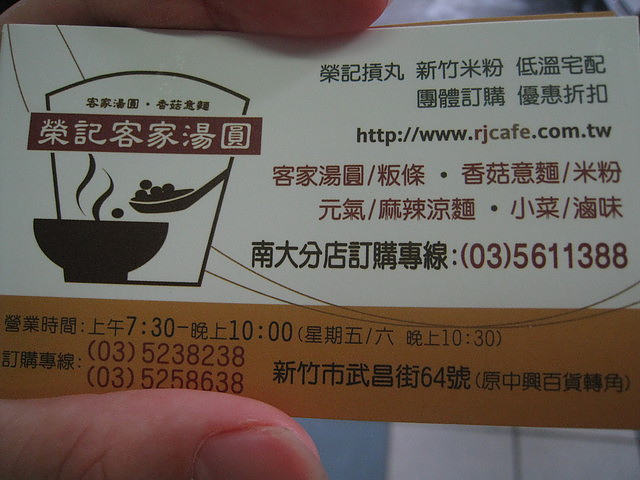 客家湯圓・香菇意麵
榮記客家湯圓
榮記摃丸 新竹米粉 低溫宅配
團體訂購 優惠折扣
http://www.rjcafe.com.tw
客家湯圓/粄條・香菇意麵/米粉
元氣/麻辣涼麵・小菜/滷味
南大分店訂購專線:(03)5611388
營業時間:上午7:30-晚上10:00(星期五/六 晚上10:30)
訂購專線:(03)5238238
(03)5258638
新竹市武昌街64號(原中興百貨轉角)